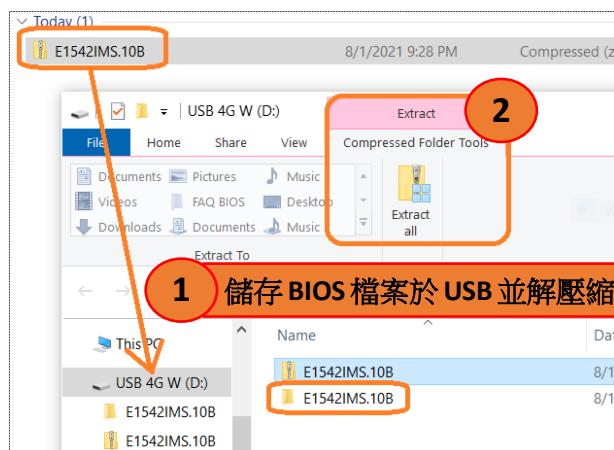 Today (1)
E1542IMS.10B 8/1/2021 9:28 PM Compressed (z
USB 4G W (D:) Extract 2
File Home Share View Compressed Folder Tools
Documents Pictures Music
Videos FAQ BIOS Desktop
Downloads Documents Music
Extract all
Extract To
1 儲存 BIOS 檔案於 USB 並解壓縮
This PC Name Dat
USB 4G W (D:) E1542IMS.10B 8/1
E1542IMS.10B E1542IMS.10B 8/1
E1542IMS.10B